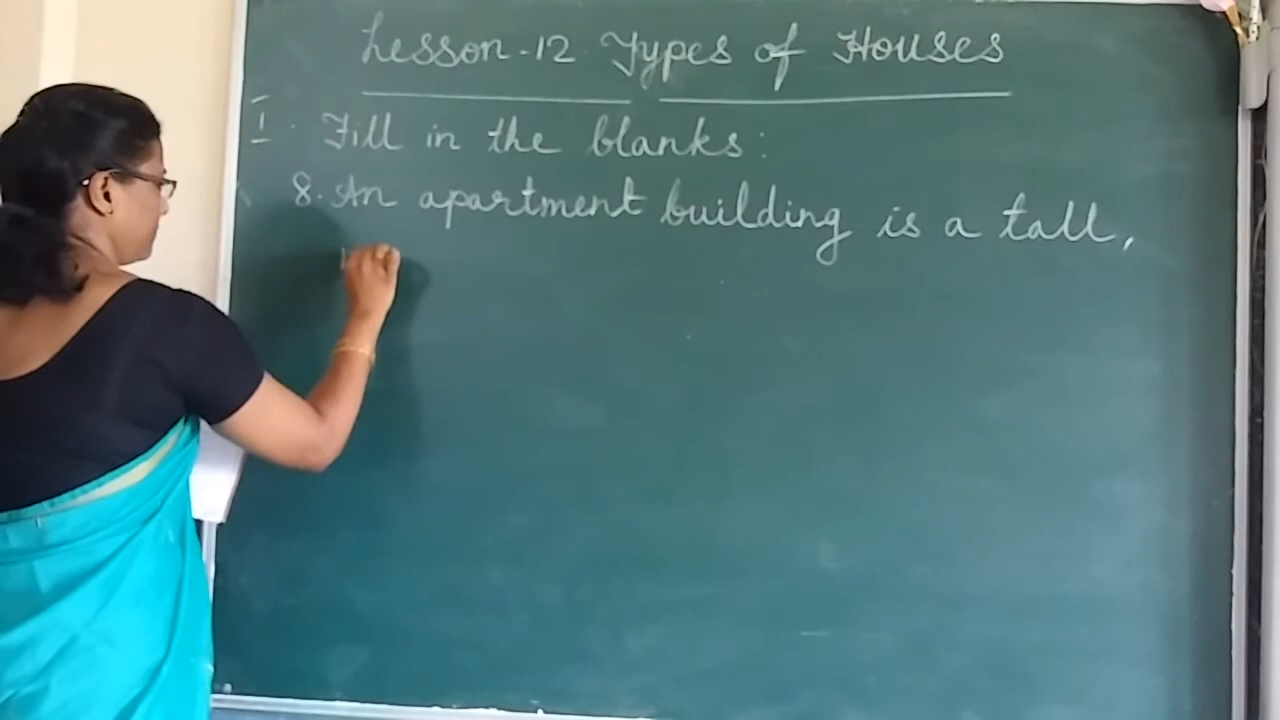 Lesson-12 Types of Houses
I. Fill in the blanks:
8. An apartment building is a tall,